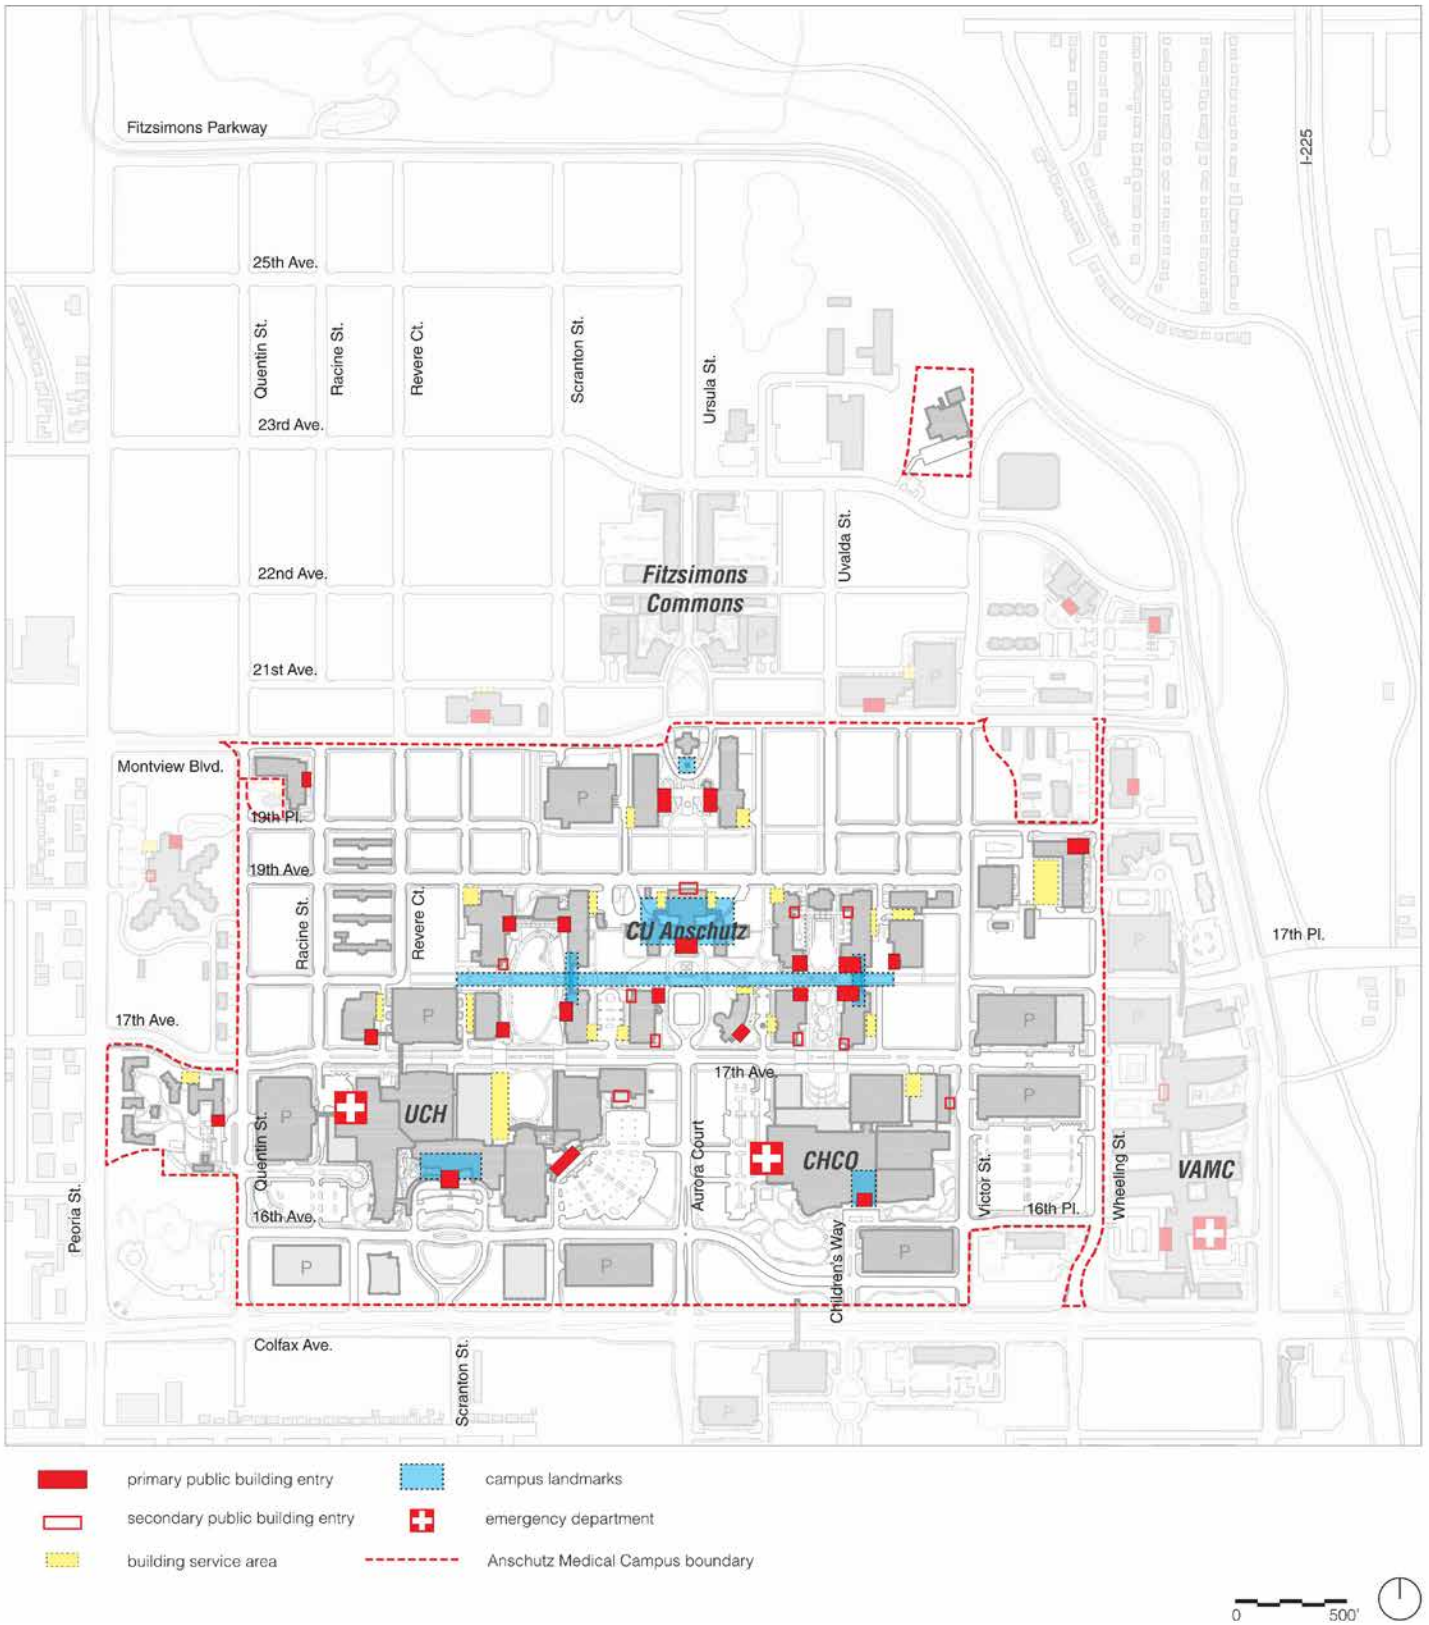 Fitzsimons Parkway
I-225
25th Ave.
Quentin St.
Racine St.
Revere Ct.
Scranton St.
Ursula St.
23rd Ave.
Uvalda St.
22nd Ave.
Fitzsimons
Commons
P
P
21st Ave.
P
Montview Blvd.
P
19th Pl.
19th Ave.
Racine St.
Revere Ct.
CU Anschutz
17th Pl.
17th Ave.
P
P
P
17th Ave.
P
UCH
P
Quentin St.
Aurora Court
CHCO
Victor St.
Wheeling St.
VAMC
Peoria St.
16th Ave.
16th Pl.
Children's Way
P
P
P
Colfax Ave.
Scranton St.
P
primary public building entry
campus landmarks
secondary public building entry
emergency department
building service area
Anschutz Medical Campus boundary
0
500'